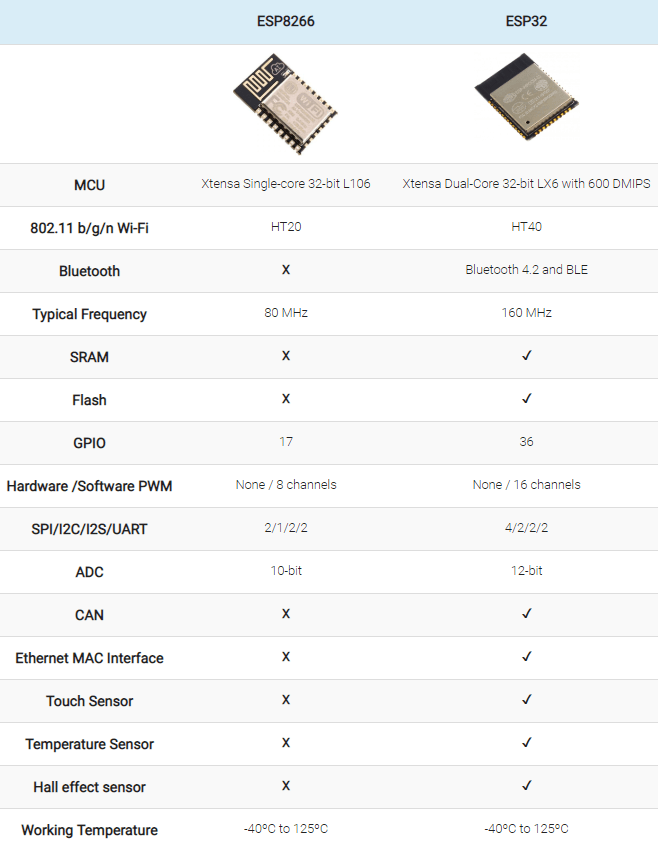 ESP8266 ESP32
WiFi
MCU Xtensa Single-core 32-bit L106 Xtensa Dual-Core 32-bit LX6 with 600 DMIPS
802.11 b/g/n Wi-Fi HT20 HT40
Bluetooth X Bluetooth 4.2 and BLE
Typical Frequency 80 MHz 160 MHz
SRAM X ✓
Flash X ✓
GPIO 17 36
Hardware /Software PWM None / 8 channels None / 16 channels
SPI/I2C/I2S/UART 2/1/2/2 4/2/2/2
ADC 10-bit 12-bit
CAN X ✓
Ethernet MAC Interface X ✓
Touch Sensor X ✓
Temperature Sensor X ✓
Hall effect sensor X ✓
Working Temperature -40ºC to 125ºC -40ºC to 125ºC